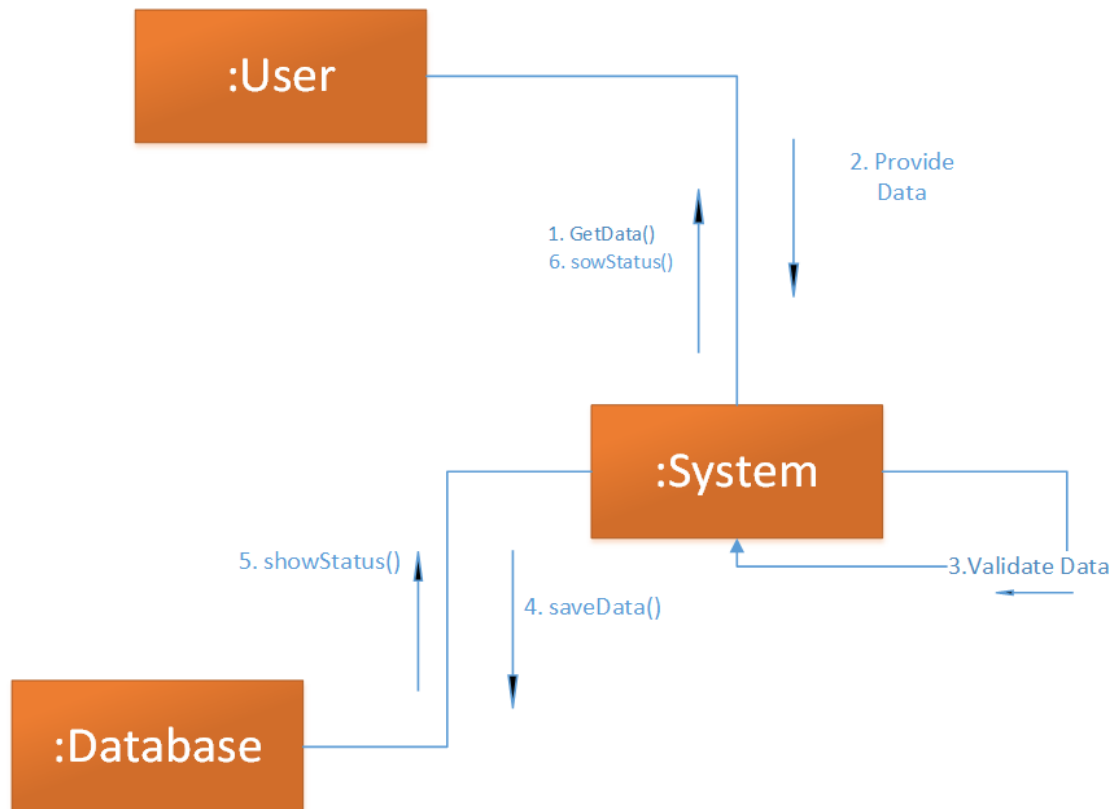 :User
2. Provide
Data
1. GetData()
6. sowStatus()
:System
3.Validate Data
5. showStatus()
4. saveData()
:Database